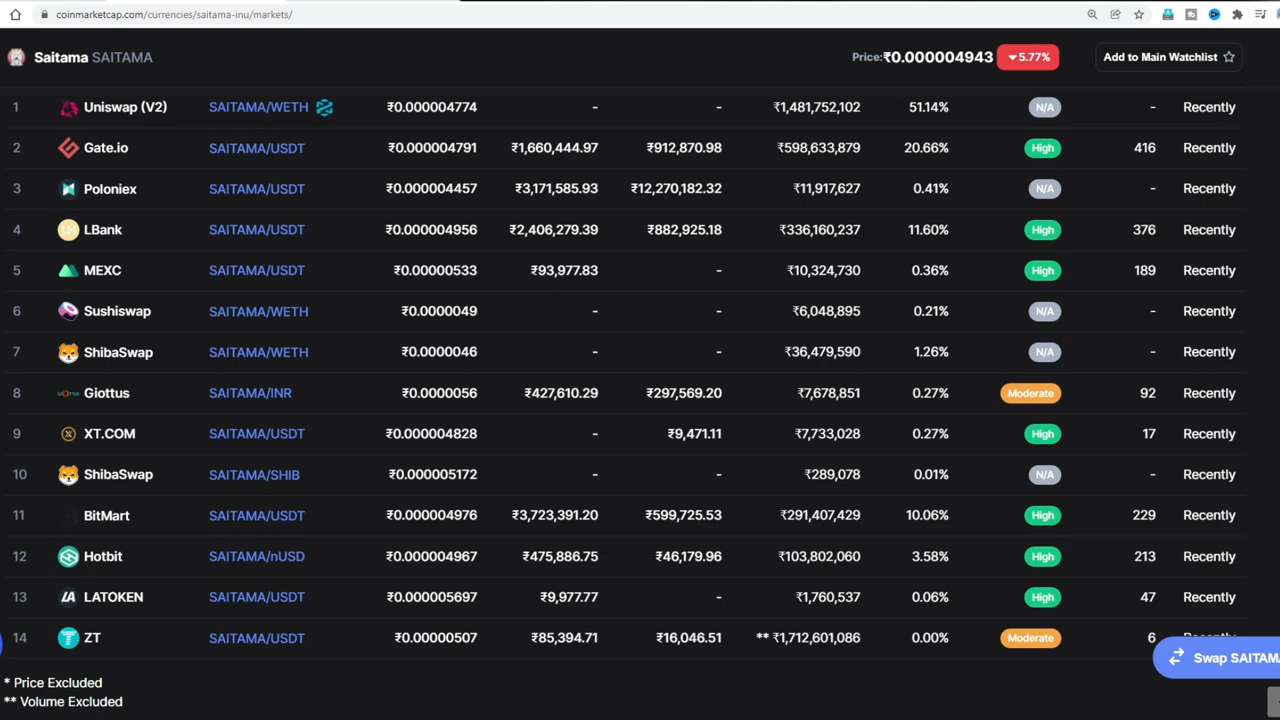 coinmarketcap.com/currencies/saitama-inu/markets/
Saitama SAITAMA Price:₹0.000004943 5.77% Add to Main Watchlist
1 Uniswap (V2) SAITAMA/WETH ₹0.000004774 - - ₹1,481,752,102 51.14% N/A - Recently
2 Gate.io SAITAMA/USDT ₹0.000004791 ₹1,660,444.97 ₹912,870.98 ₹598,633,879 20.66% High 416 Recently
3 Poloniex SAITAMA/USDT ₹0.000004457 ₹3,171,585.93 ₹12,270,182.32 ₹11,917,627 0.41% N/A - Recently
4 LBank SAITAMA/USDT ₹0.000004956 ₹2,406,279.39 ₹882,925.18 ₹336,160,237 11.60% High 376 Recently
5 MEXC SAITAMA/USDT ₹0.00000533 ₹93,977.83 - ₹10,324,730 0.36% High 189 Recently
6 Sushiswap SAITAMA/WETH ₹0.0000049 - - ₹6,048,895 0.21% N/A - Recently
7 ShibaSwap SAITAMA/WETH ₹0.0000046 - - ₹36,479,590 1.26% N/A - Recently
8 Giottus SAITAMA/INR ₹0.0000056 ₹427,610.29 ₹297,569.20 ₹7,678,851 0.27% Moderate 92 Recently
9 XT.COM SAITAMA/USDT ₹0.000004828 - ₹9,471.11 ₹7,733,028 0.27% High 17 Recently
10 ShibaSwap SAITAMA/SHIB ₹0.000005172 - - ₹289,078 0.01% N/A - Recently
11 BitMart SAITAMA/USDT ₹0.000004976 ₹3,723,391.20 ₹599,725.53 ₹291,407,429 10.06% High 229 Recently
12 Hotbit SAITAMA/nUSD ₹0.000004967 ₹475,886.75 ₹46,179.96 ₹103,802,060 3.58% High 213 Recently
13 LATOKEN SAITAMA/USDT ₹0.000005697 ₹9,977.77 - ₹1,760,537 0.06% High 47 Recently
14 ZT SAITAMA/USDT ₹0.00000507 ₹85,394.71 ₹16,046.51 ** ₹1,712,601,086 0.00% Moderate 6 Recently
Swap SAITAMA
* Price Excluded
** Volume Excluded